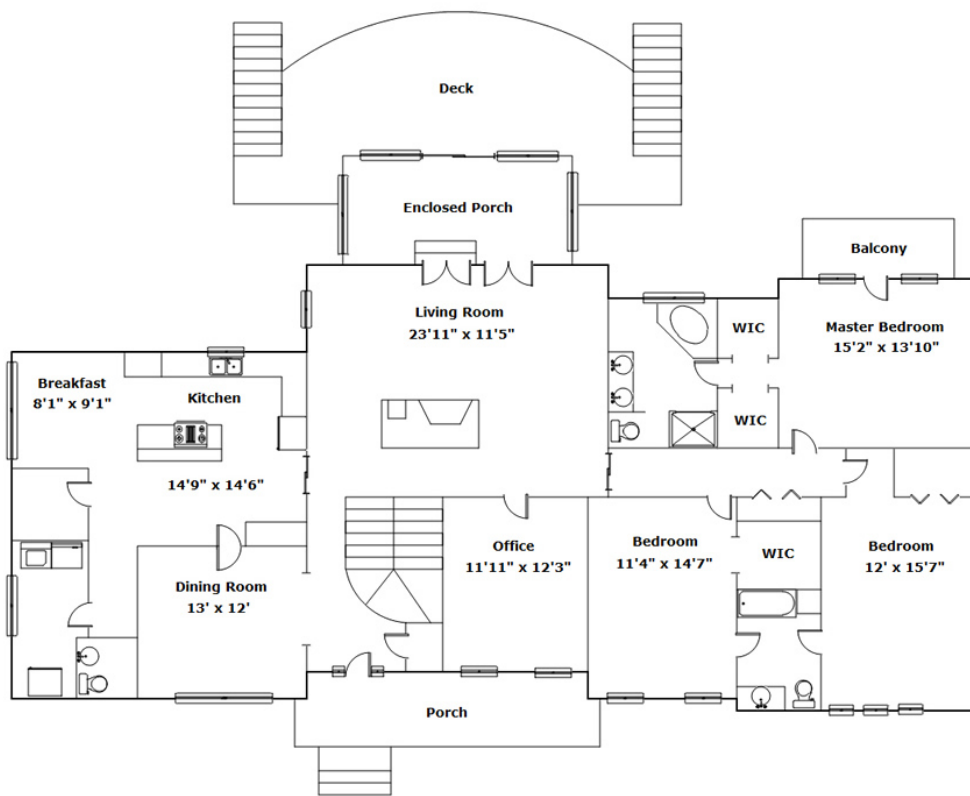 Deck
Enclosed Porch
Balcony
Living Room
23'11" x 11'5"
WIC
Master Bedroom
15'2" x 13'10"
Breakfast
8'1" x 9'1"
Kitchen
WIC
14'9" x 14'6"
Office
11'11" x 12'3"
Bedroom
11'4" x 14'7"
WIC
Bedroom
12' x 15'7"
Dining Room
13' x 12'
Porch